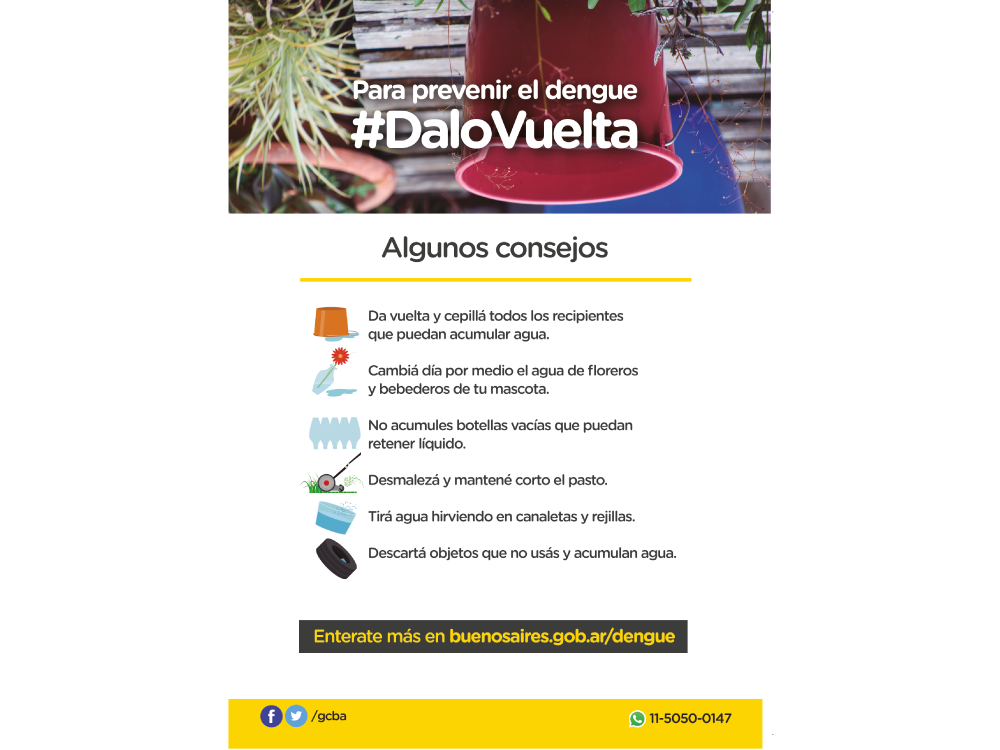 Para prevenir el dengue
#DaloVuelta
Algunos consejos
Da vuelta y cepillá todos los recipientes
que puedan acumular agua.
Cambiá día por medio el agua de floreros
y bebederos de tu mascota.
No acumules botellas vacías que puedan
retener líquido.
Desmalezá y mantené corto el pasto.
Tirá agua hirviendo en canaletas y rejillas.
Descartá objetos que no usás y acumulan agua.
Enterate más en buenosaires.gob.ar/dengue
/gcba
11-5050-0147